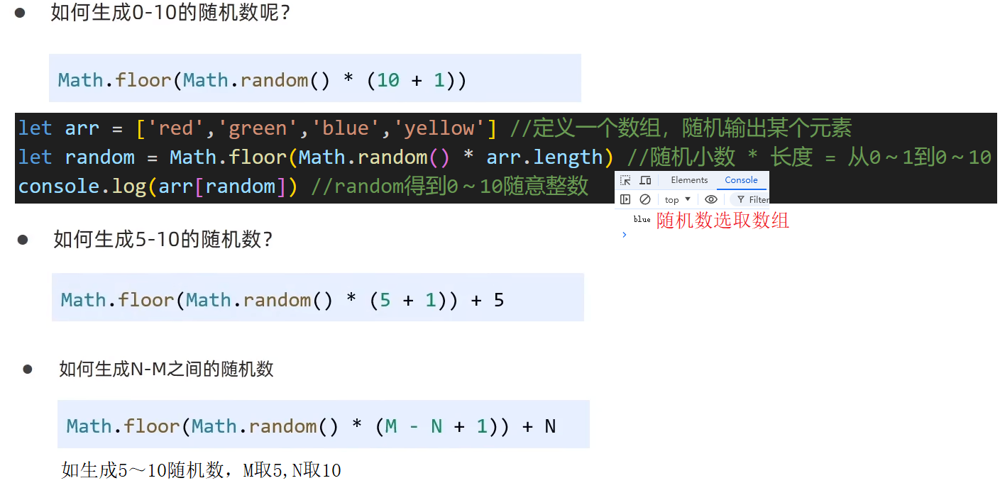 ● 如何生成0-10的随机数呢？
Math.floor(Math.random() * (10 + 1))
let arr = ['red','green','blue','yellow'] //定义一个数组，随机输出某个元素
let random = Math.floor(Math.random() * arr.length) //随机小数 * 长度 = 从0～1到0～10
console.log(arr[random]) //random得到0～10随意整数
Elements Console
top ▼ Filter
blue 随机数选取数组
›
● 如何生成5-10的随机数？
Math.floor(Math.random() * (5 + 1)) + 5
● 如何生成N-M之间的随机数
Math.floor(Math.random() * (M - N + 1)) + N
如生成5～10随机数，M取5,N取10